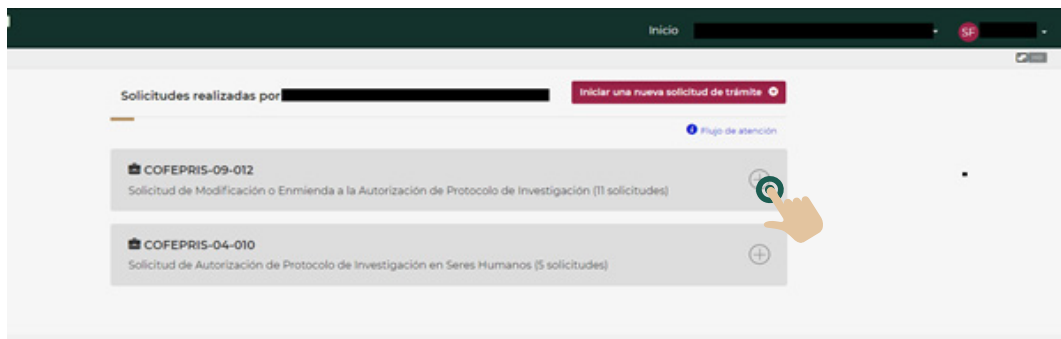 Inicio
SF
Solicitudes realizadas por
Iniciar una nueva solicitud de trámite
Flujo de atención
COFEPRIS-09-012
Solicitud de Modificación o Enmienda a la Autorización de Protocolo de Investigación (11 solicitudes)
COFEPRIS-04-010
Solicitud de Autorización de Protocolo de Investigación en Seres Humanos (5 solicitudes)